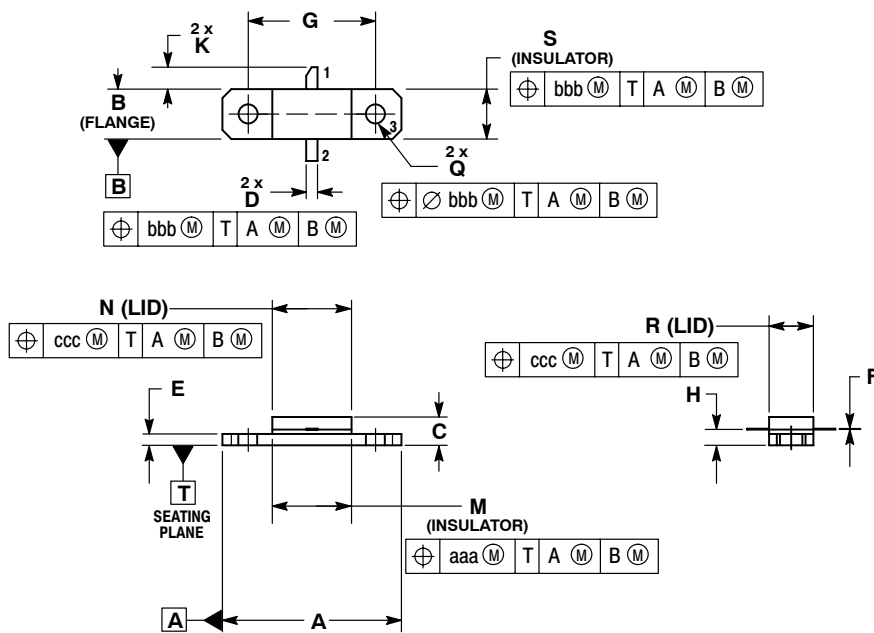 G
2 x
K
S
(INSULATOR)
⌖ bbb Ⓜ T A Ⓜ B Ⓜ
1
B
(FLANGE)
3
2
B
2 x
Q
2 x
D
⌖ ∅ bbb Ⓜ T A Ⓜ B Ⓜ
⌖ bbb Ⓜ T A Ⓜ B Ⓜ
N (LID)
R (LID)
⌖ ccc Ⓜ T A Ⓜ B Ⓜ
⌖ ccc Ⓜ T A Ⓜ B Ⓜ
E
H
F
C
T
SEATING
PLANE
M
(INSULATOR)
⌖ aaa Ⓜ T A Ⓜ B Ⓜ
A
A